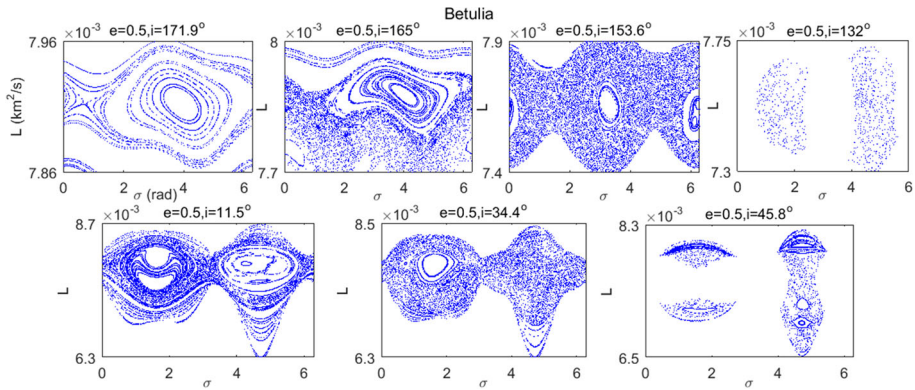 Betulia
×10⁻³ e=0.5,i=171.9°
7.96
L (km²/s)
7.86
0 2 4 6
σ (rad)
×10⁻³ e=0.5,i=165°
8
L
7.7
0 2 4 6
σ
×10⁻³ e=0.5,i=153.6°
7.9
L
7.4
0 2 4 6
σ
×10⁻³ e=0.5,i=132°
7.75
L
7.3
0 2 4 6
σ
×10⁻³ e=0.5,i=11.5°
8.7
L
6.3
0 2 4 6
σ
×10⁻³ e=0.5,i=34.4°
8.5
L
6.3
0 2 4 6
σ
×10⁻³ e=0.5,i=45.8°
8.3
L
6.5
0 2 4 6
σ